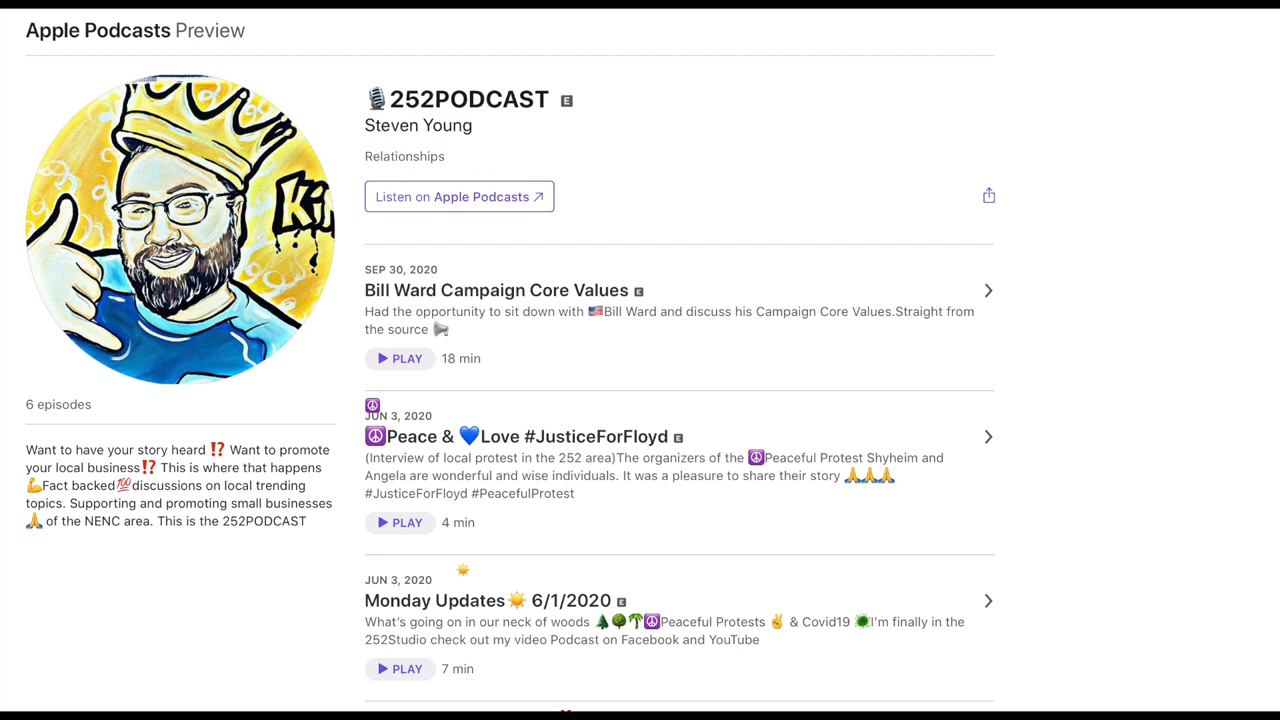 Apple Podcasts Preview
🎙252PODCAST E
Steven Young
Relationships
Listen on Apple Podcasts ↗
SEP 30, 2020
Bill Ward Campaign Core Values E
Had the opportunity to sit down with 🇺🇸Bill Ward and discuss his Campaign Core Values.Straight from
the source 📢
▶ PLAY 18 min
6 episodes
Want to have your story heard ⁉️ Want to promote
your local business⁉️ This is where that happens
💪Fact backed💯discussions on local trending
topics. Supporting and promoting small businesses
🙏 of the NENC area. This is the 252PODCAST
☮️
JUN 3, 2020
☮️Peace & 💙Love #JusticeForFloyd E
(Interview of local protest in the 252 area)The organizers of the ☮️Peaceful Protest Shyheim and
Angela are wonderful and wise individuals. It was a pleasure to share their story 🙏🙏🙏
#JusticeForFloyd #PeacefulProtest
▶ PLAY 4 min
☀️
JUN 3, 2020
Monday Updates☀️ 6/1/2020 E
What's going on in our neck of woods 🌲🌳🌴☮️Peaceful Protests ✌️ & Covid19 🦠I'm finally in the
252Studio check out my video Podcast on Facebook and YouTube
▶ PLAY 7 min